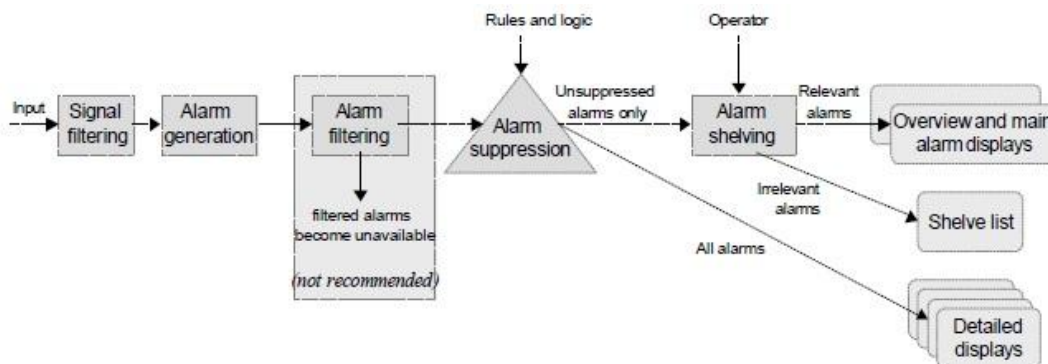 Rules and logic
Operator
Input
Signal
filtering
Alarm
generation
Alarm
filtering
filtered alarms
become unavailable
(not recommended)
Alarm
suppression
Unsuppressed
alarms only
Alarm
shelving
Relevant
alarms
Overview and main
alarm displays
Irrelevant
alarms
Shelve list
All alarms
Detailed
displays